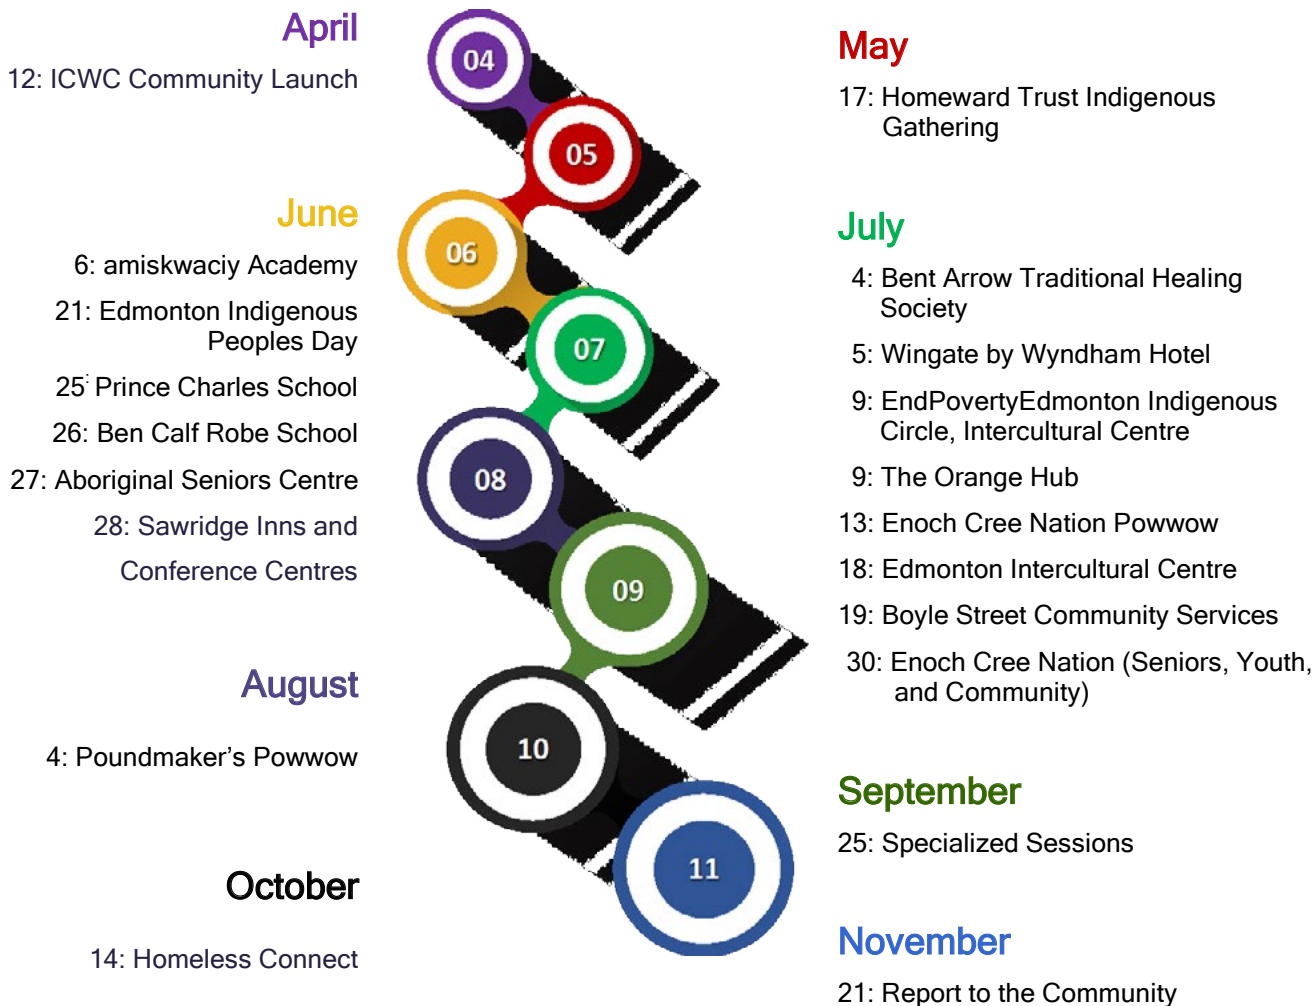 April
12: ICWC Community Launch
May
17: Homeward Trust Indigenous
Gathering
June
6: amiskwaciy Academy
21: Edmonton Indigenous
Peoples Day
25: Prince Charles School
26: Ben Calf Robe School
27: Aboriginal Seniors Centre
28: Sawridge Inns and
Conference Centres
July
4: Bent Arrow Traditional Healing
Society
5: Wingate by Wyndham Hotel
9: EndPovertyEdmonton Indigenous
Circle, Intercultural Centre
9: The Orange Hub
13: Enoch Cree Nation Powwow
18: Edmonton Intercultural Centre
19: Boyle Street Community Services
30: Enoch Cree Nation (Seniors, Youth,
and Community)
August
4: Poundmaker’s Powwow
September
25: Specialized Sessions
October
14: Homeless Connect
November
21: Report to the Community
04
05
06
07
08
09
10
11